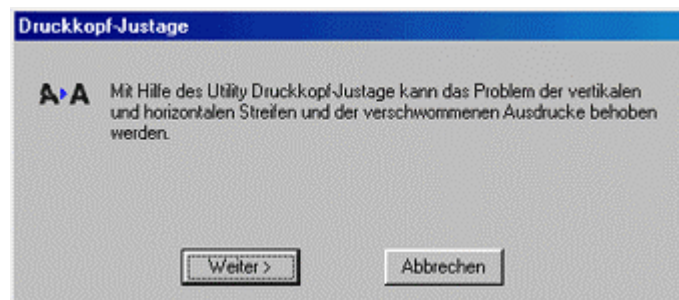 Druckkopf-Justage
A A Mit Hilfe des Utility Druckkopf-Justage kann das Problem der vertikalen
und horizontalen Streifen und der verschwommenen Ausdrucke behoben
werden.
Weiter > Abbrechen